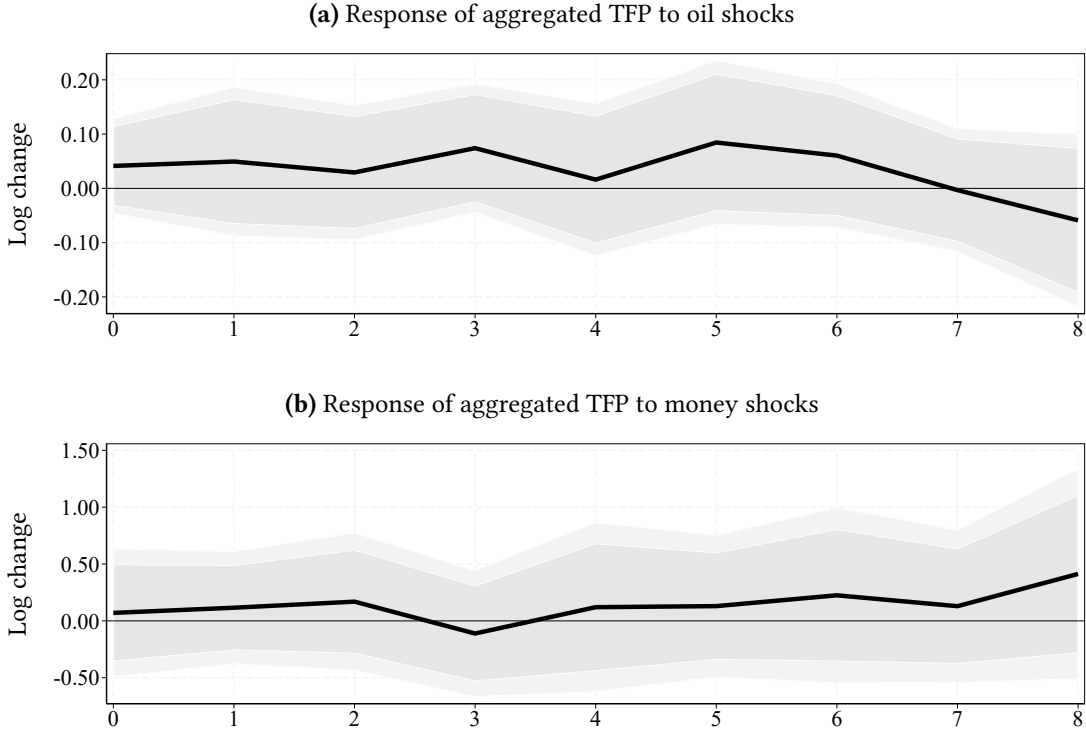 (a) Response of aggregated TFP to oil shocks
Log change
0.20
0.10
0.00
-0.10
-0.20
0 1 2 3 4 5 6 7 8
(b) Response of aggregated TFP to money shocks
Log change
1.50
1.00
0.50
0.00
-0.50
0 1 2 3 4 5 6 7 8